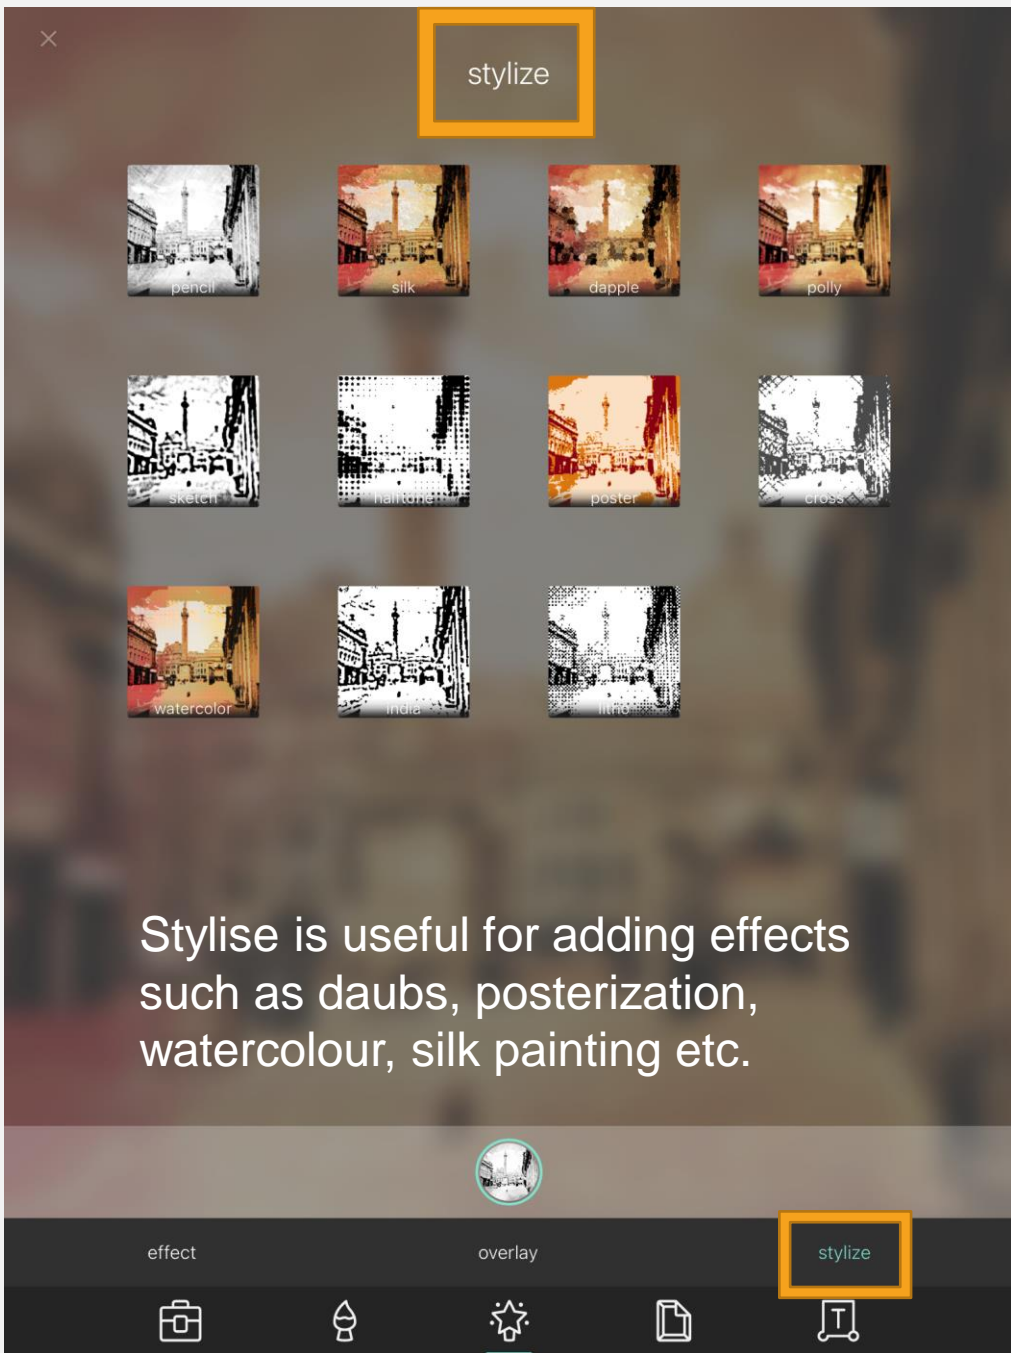 stylize
pencil silk dapple polly
sketch halftone poster cross
watercolor india litho
Stylise is useful for adding effects
such as daubs, posterization,
watercolour, silk painting etc.
effect overlay stylize
T